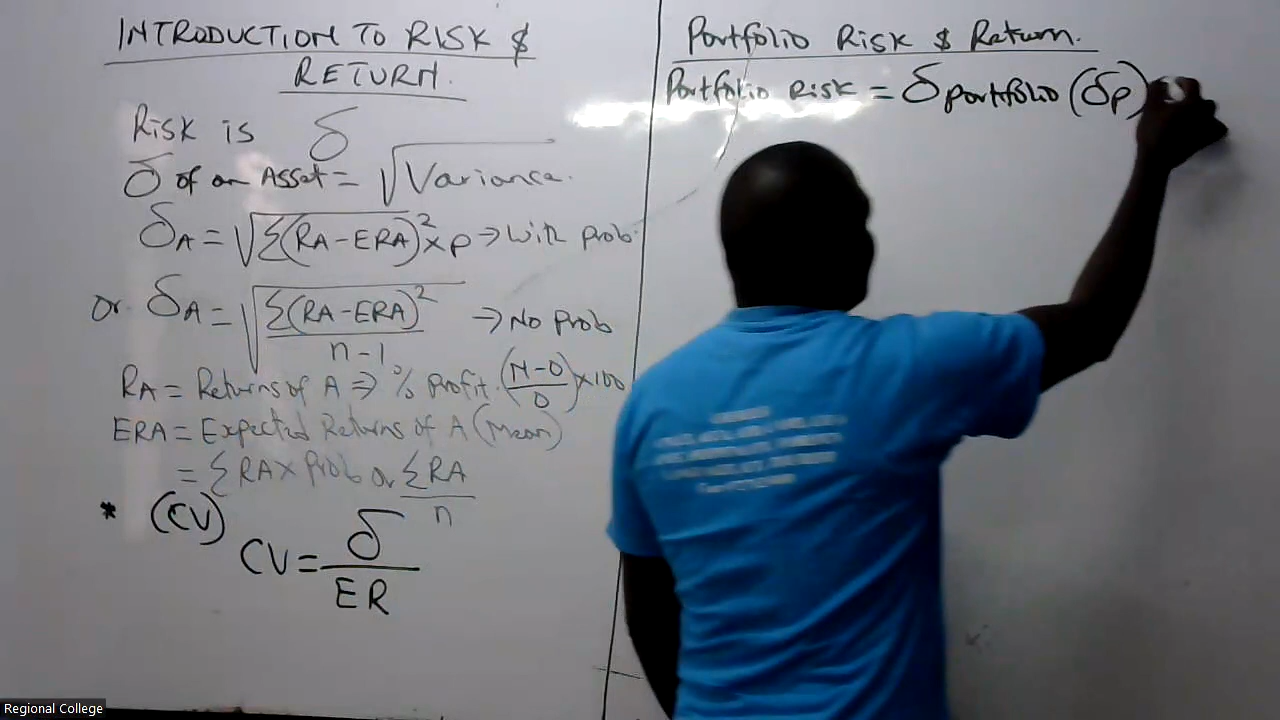 INTRODUCTION TO RISK $
RETURN.
Risk is δ
δ of an Asset = √Variance.
δA = √Σ(RA-ERA)²×P → With prob.
Or δA = √Σ(RA-ERA)²/n-1 → No prob
RA = Returns of A ⇒ % Profit (N-O/O)×100
ERA = Expected Returns of A (Mean)
= ΣRA×Prob or ΣRA/n
* (CV)
CV = δ/ER
Portfolio Risk $ Return.
Portfolio Risk = δportfolio (δp)
Regional College